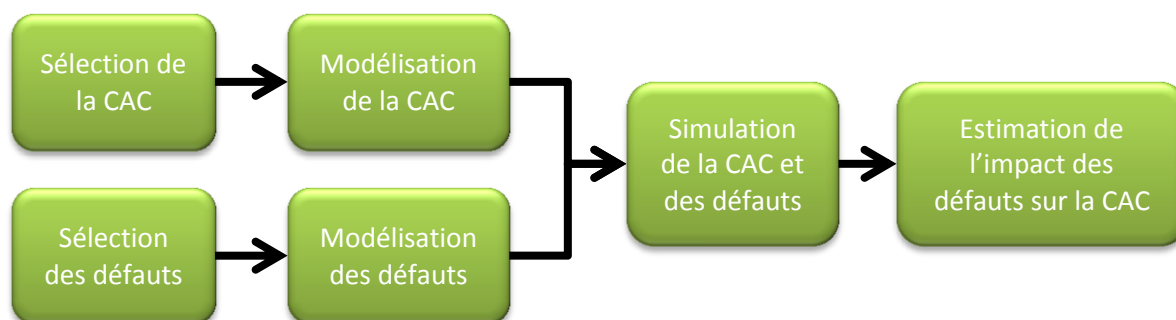 Sélection de
la CAC
Modélisation
de la CAC
Sélection
des défauts
Modélisation
des défauts
Simulation
de la CAC et
des défauts
Estimation de
l’impact des
défauts sur la CAC